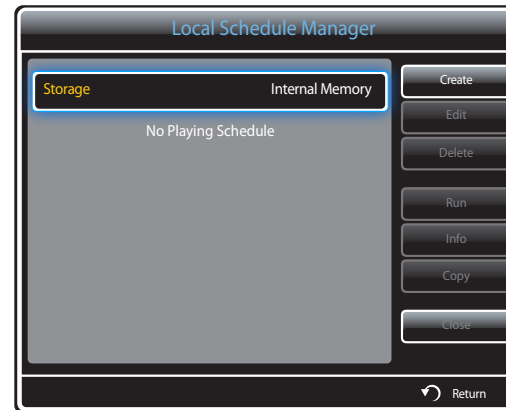 Local Schedule Manager
Storage Internal Memory
No Playing Schedule
Create
Edit
Delete
Run
Info
Copy
Close
Return